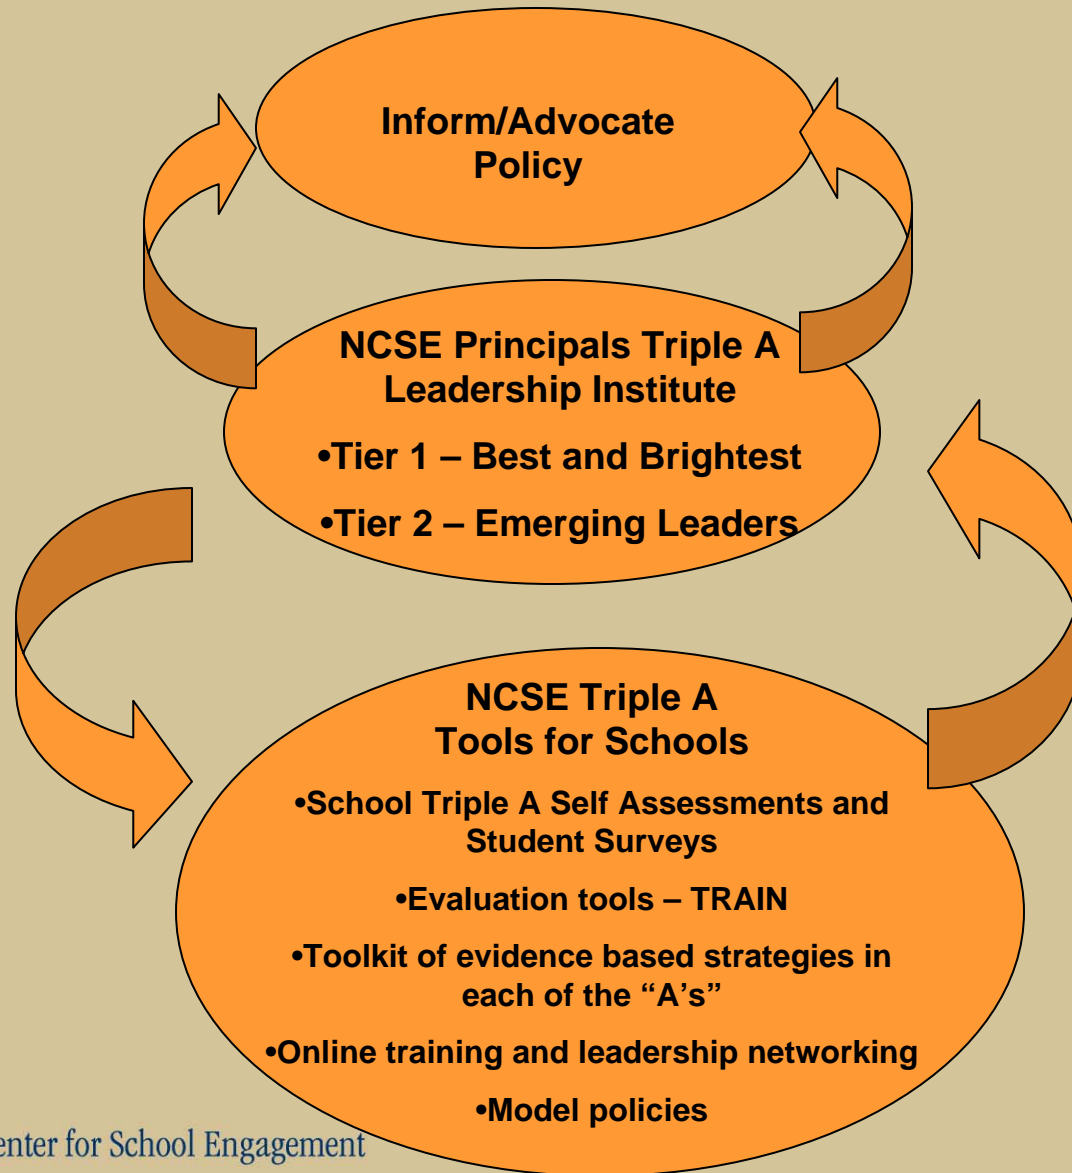 Inform/Advocate
Policy
NCSE Principals Triple A
Leadership Institute
•Tier 1 – Best and Brightest
•Tier 2 – Emerging Leaders
NCSE Triple A
Tools for Schools
•School Triple A Self Assessments and
Student Surveys
•Evaluation tools – TRAIN
•Toolkit of evidence based strategies in
each of the “A’s”
•Online training and leadership networking
•Model policies
enter for School Engagement